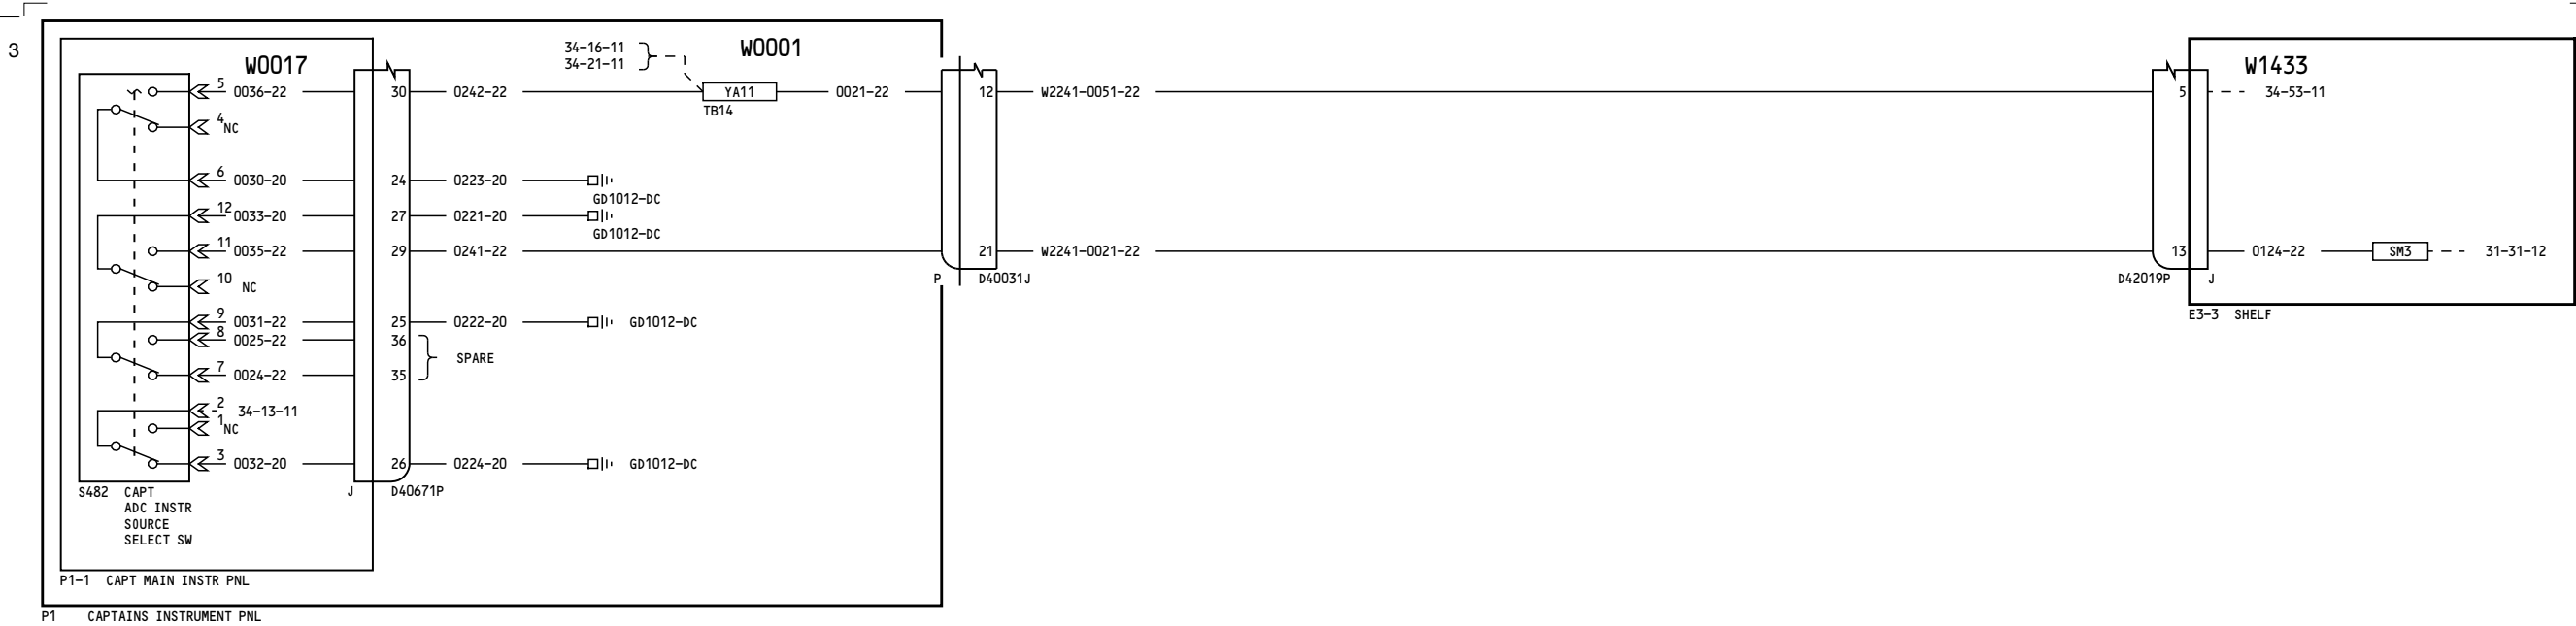 3
W0017
34-16-11
34-21-11
W0001
W1433
5 0036-22 30 0242-22 YA11 0021-22 12 W2241-0051-22 5 34-53-11
TB14
4 NC
6 0030-20 24 0223-20
GD1012-DC
12 0033-20 27 0221-20
GD1012-DC
11 0035-22 29 0241-22 21 W2241-0021-22 13 0124-22 SM3 31-31-12
P D40031J D42019P J
10 NC
E3-3 SHELF
9 0031-22 25 0222-20 GD1012-DC
8 0025-22 36
SPARE
7 0024-22 35
2 34-13-11
1 NC
3 0032-20 26 0224-20 GD1012-DC
J D40671P
S482 CAPT
ADC INSTR
SOURCE
SELECT SW
P1-1 CAPT MAIN INSTR PNL
P1 CAPTAINS INSTRUMENT PNL